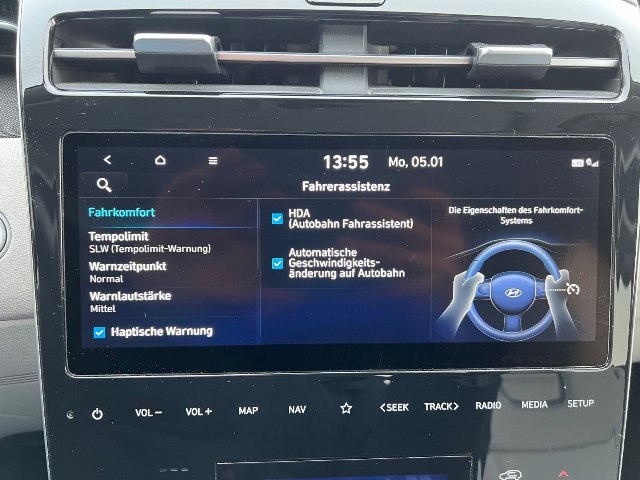 13:55 Mo, 05.01
Fahrerassistenz
Fahrkomfort
Tempolimit
SLW (Tempolimit-Warnung)
Warnzeitpunkt
Normal
Warnlautstärke
Mittel
Haptische Warnung
HDA
(Autobahn Fahrassistent)
Automatische
Geschwindigkeits-
änderung auf Autobahn
Die Eigenschaften des Fahrkomfort-
Systems
VOL− VOL+ MAP NAV <SEEK TRACK> RADIO MEDIA SETUP